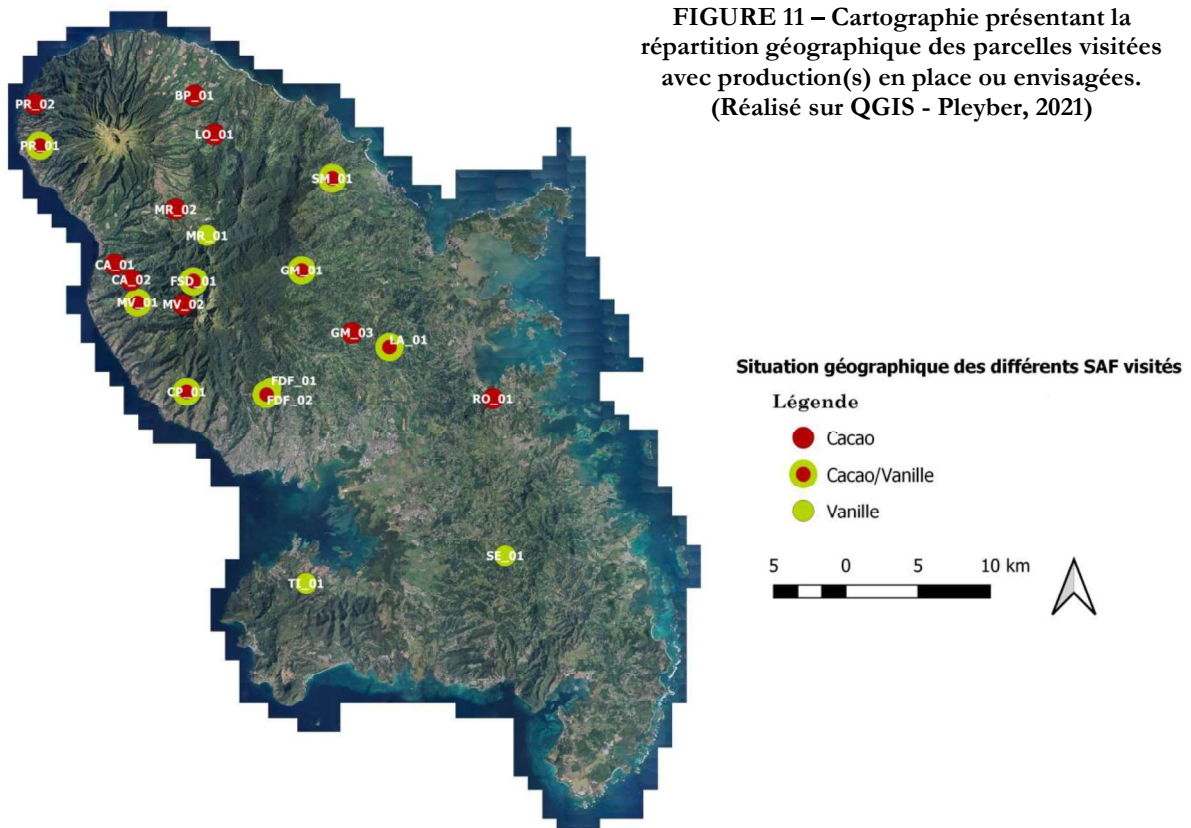 FIGURE 11 – Cartographie présentant la
répartition géographique des parcelles visitées
avec production(s) en place ou envisagées.
(Réalisé sur QGIS - Pleyber, 2021)
PR_02
BP_01
LO_01
PR_01
SM_01
MR_02
MR_01
CA_01
CA_02
FSD_01
GM_01
MV_01
MV_02
GM_03
LA_01
CP_01
FDF_01
FDF_02
RO_01
SE_01
TI_01
Situation géographique des différents SAF visités
Légende
Cacao
Cacao/Vanille
Vanille
5 0 5 10 km